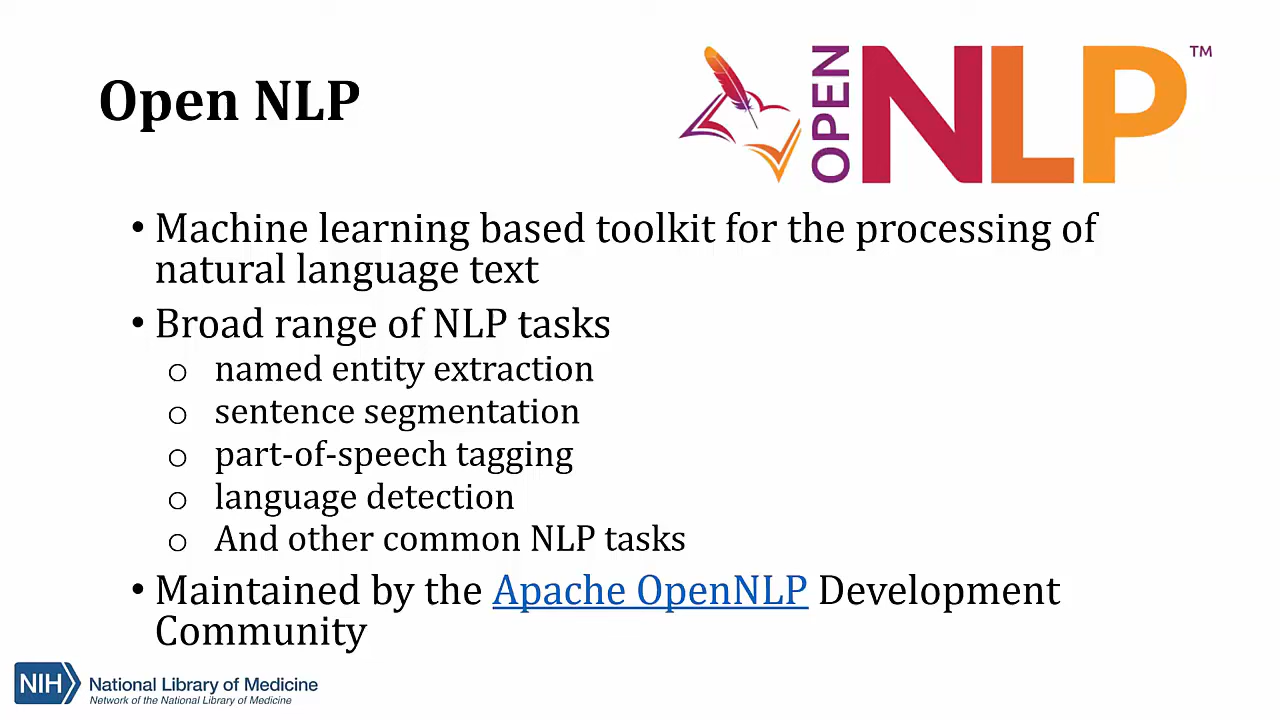 Open NLP
OPEN NLP™
• Machine learning based toolkit for the processing of
natural language text
• Broad range of NLP tasks
o named entity extraction
o sentence segmentation
o part-of-speech tagging
o language detection
o And other common NLP tasks
• Maintained by the Apache OpenNLP Development
Community
NIH National Library of Medicine
Network of the National Library of Medicine